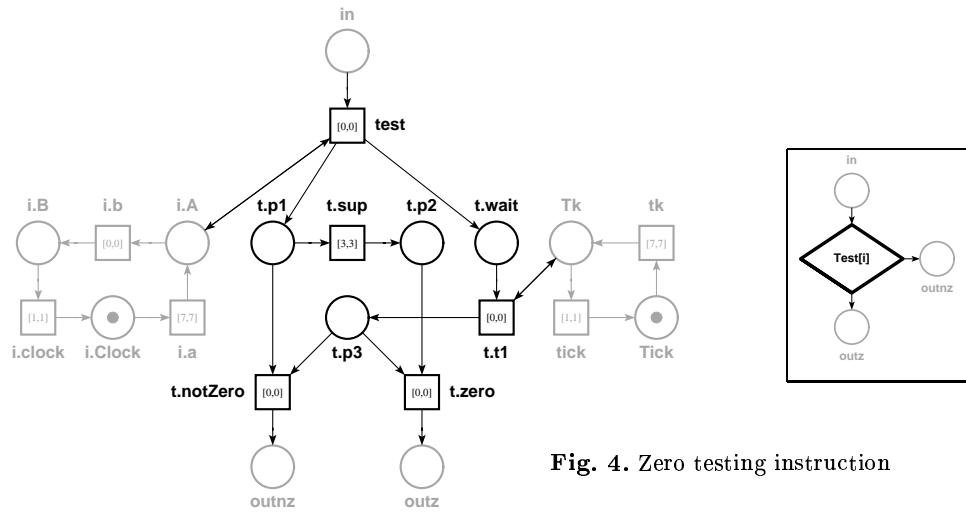 in
[0,0] test
i.B i.b i.A t.p1 t.sup t.p2 t.wait Tk tk
[0,0] [3,3] [7,7]
[1,1] [7,7] [0,0] [1,1]
i.clock i.Clock i.a t.p3 t.t1 tick Tick
t.notZero [0,0] [0,0] t.zero
outnz outz
in
Test[i]
outnz
outz
Fig. 4. Zero testing instruction